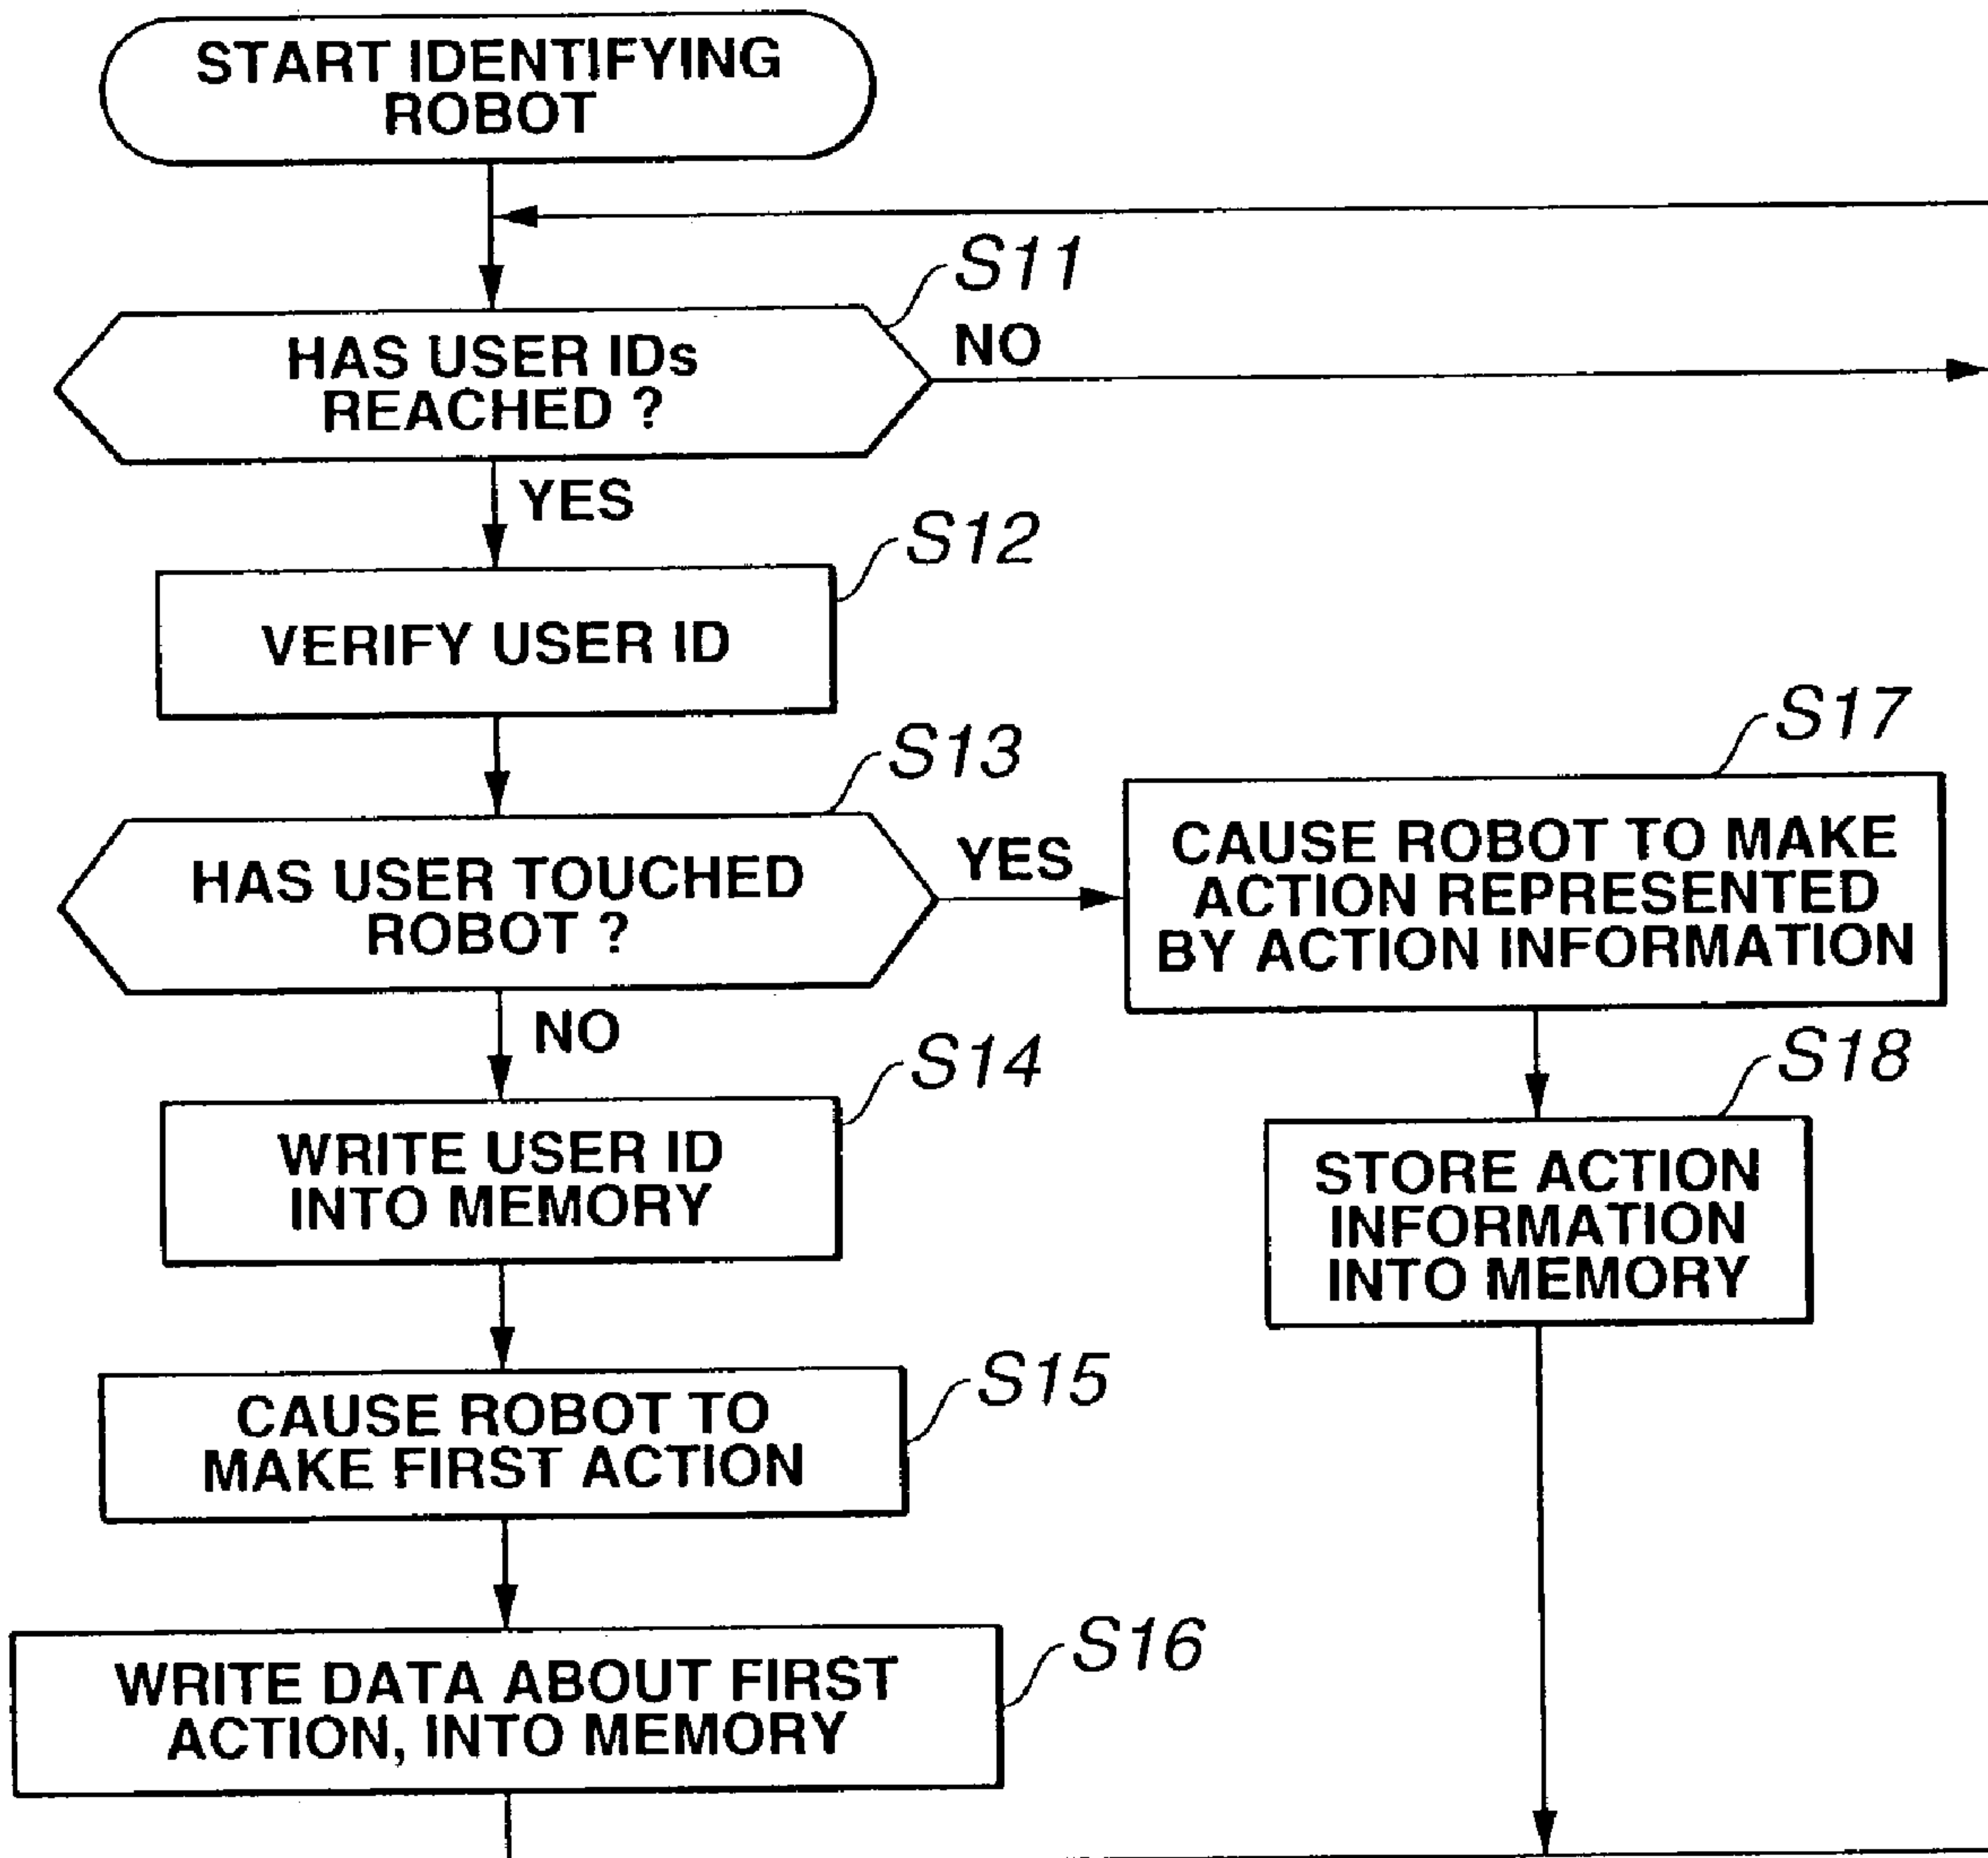 START IDENTIFYING
ROBOT
S11
HAS USER IDs
REACHED ?
NO
YES
S12
VERIFY USER ID
S13
HAS USER TOUCHED
ROBOT ?
YES
NO
S17
CAUSE ROBOT TO MAKE
ACTION REPRESENTED
BY ACTION INFORMATION
S14
WRITE USER ID
INTO MEMORY
S18
STORE ACTION
INFORMATION
INTO MEMORY
S15
CAUSE ROBOT TO
MAKE FIRST ACTION
S16
WRITE DATA ABOUT FIRST
ACTION, INTO MEMORY